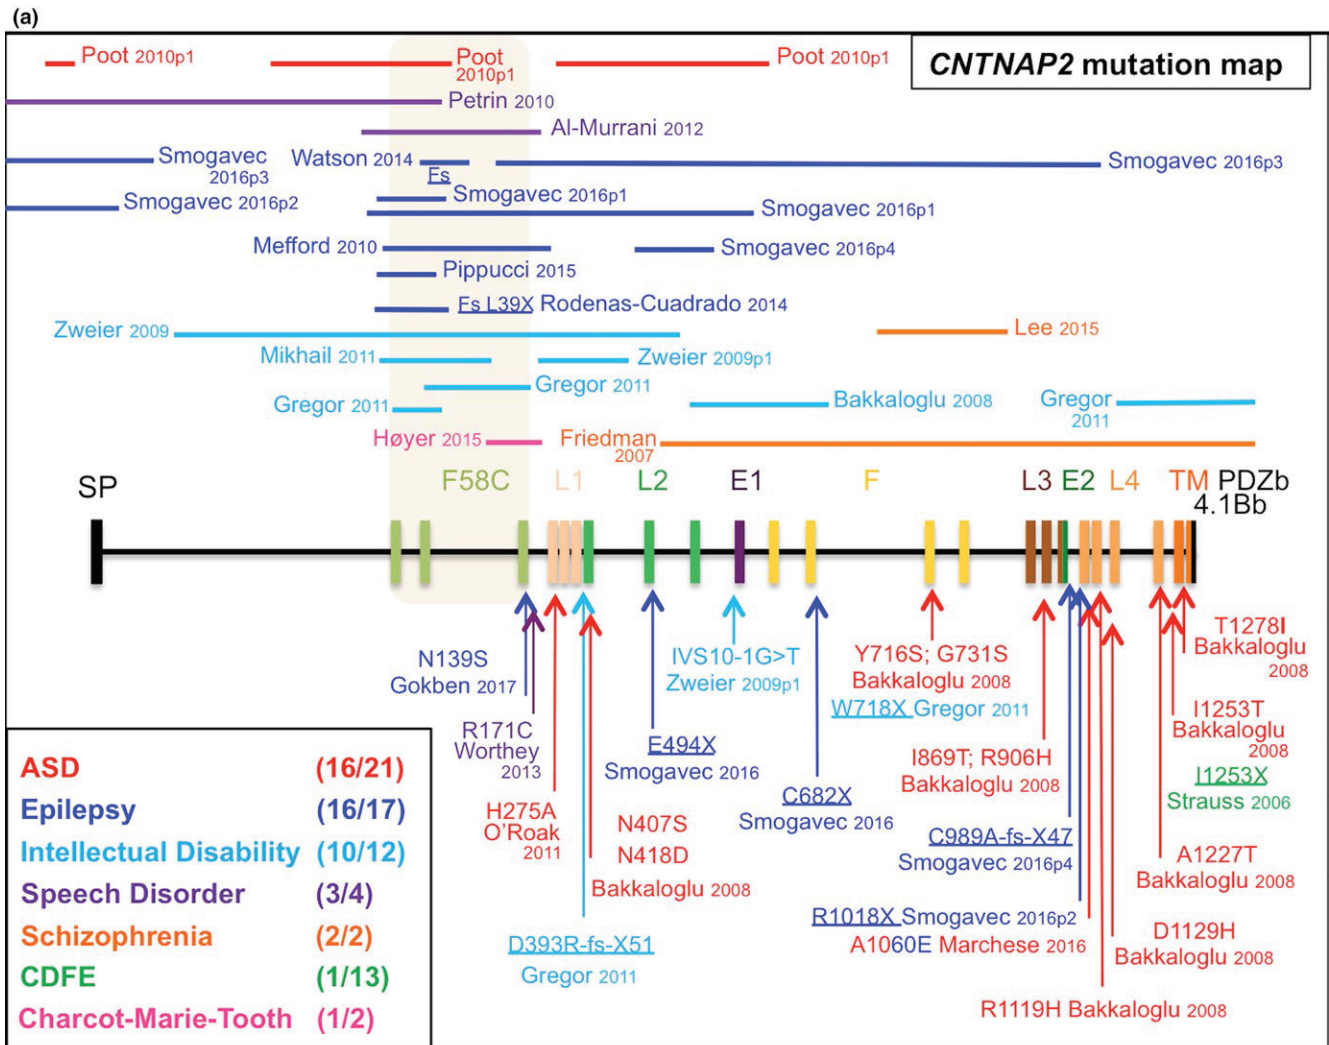 (a)
CNTNAP2 mutation map
Poot 2010p1
Poot
2010p1
Poot 2010p1
Petrin 2010
Al-Murrani 2012
Smogavec
2016p3
Watson 2014
Smogavec 2016p3
Fs
Smogavec 2016p1
Smogavec 2016p2
Smogavec 2016p1
Mefford 2010
Smogavec 2016p4
Pippucci 2015
Fs L39X Rodenas-Cuadrado 2014
Zweier 2009
Lee 2015
Mikhail 2011
Zweier 2009p1
Gregor 2011
Gregor 2011
Bakkaloglu 2008
Gregor
2011
Høyer 2015
Friedman
2007
SP
F58C
L1
L2
E1
F
L3
E2
L4
TM
PDZb
4.1Bb
N139S
Gokben 2017
R171C
Worthey
2013
H275A
O'Roak
2011
N407S
N418D
Bakkaloglu 2008
D393R-fs-X51
Gregor 2011
E494X
Smogavec 2016
IVS10-1G>T
Zweier 2009p1
C682X
Smogavec 2016
Y716S; G731S
Bakkaloglu 2008
W718X Gregor 2011
I869T; R906H
Bakkaloglu 2008
C989A-fs-X47
Smogavec 2016p4
R1018X Smogavec 2016p2
A1060E Marchese 2016
R1119H Bakkaloglu 2008
D1129H
Bakkaloglu 2008
A1227T
Bakkaloglu 2008
T1278I
Bakkaloglu
2008
I1253T
Bakkaloglu
2008
I1253X
Strauss 2006
ASD (16/21)
Epilepsy (16/17)
Intellectual Disability (10/12)
Speech Disorder (3/4)
Schizophrenia (2/2)
CDFE (1/13)
Charcot-Marie-Tooth (1/2)